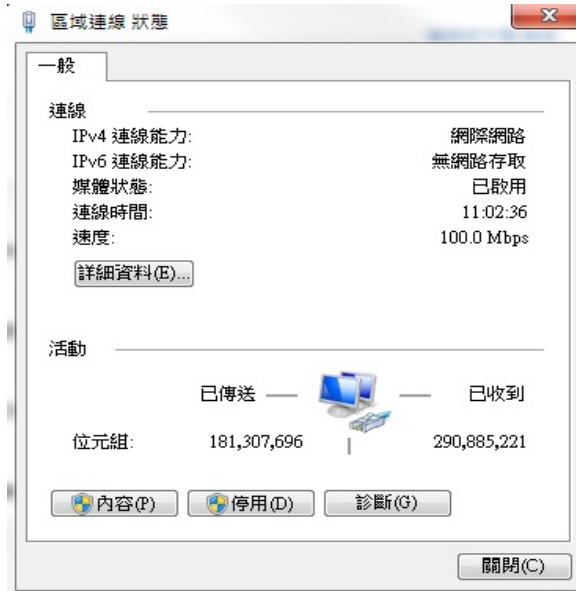 區域連線 狀態
一般
連線
IPv4 連線能力: 網際網路
IPv6 連線能力: 無網路存取
媒體狀態: 已啟用
連線時間: 11:02:36
速度: 100.0 Mbps
詳細資料(E)...
活動
已傳送 已收到
位元組: 181,307,696 290,885,221
內容(P) 停用(D) 診斷(G)
關閉(C)